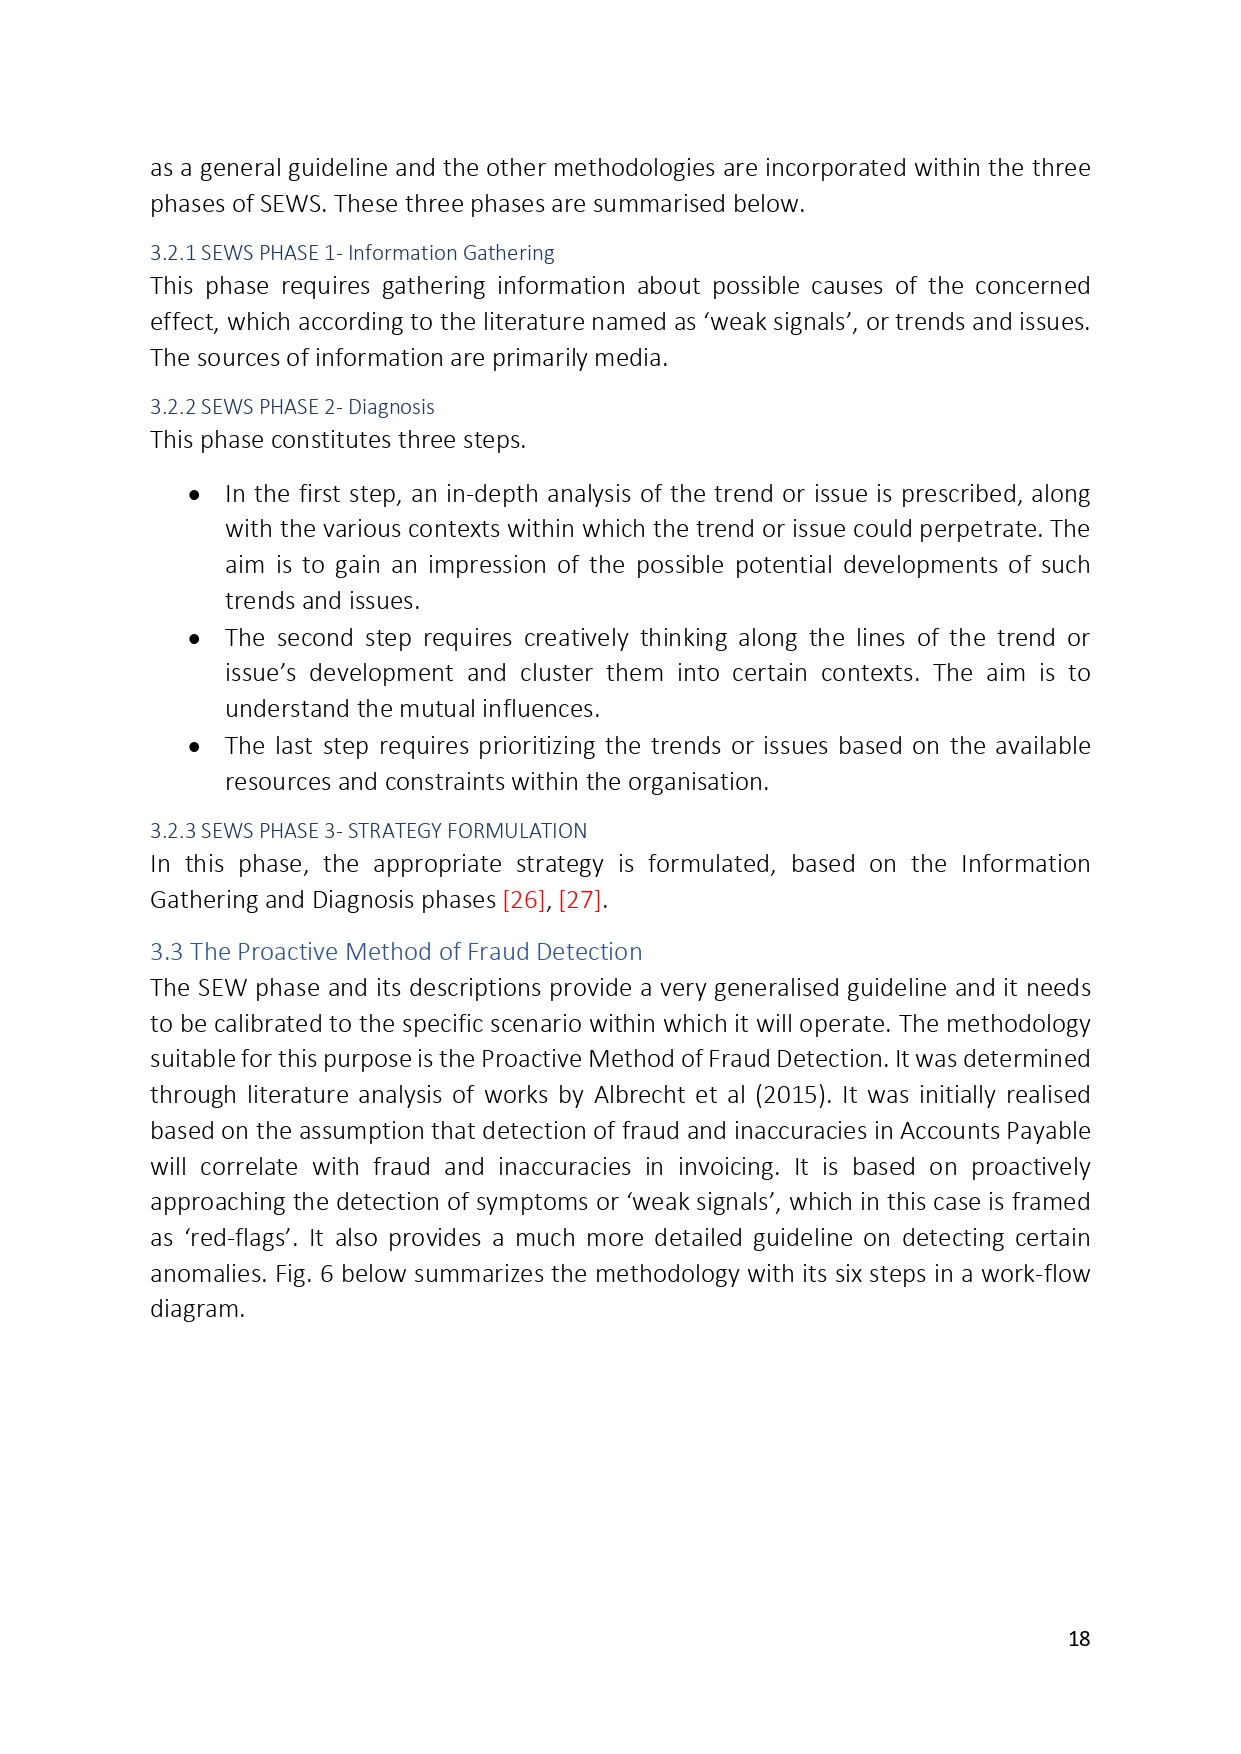 as a general guideline and the other methodologies are incorporated within the three
phases of SEWS. These three phases are summarised below.
3.2.1 SEWS PHASE 1- Information Gathering
This phase requires gathering information about possible causes of the concerned
effect, which according to the literature named as ‘weak signals’, or trends and issues.
The sources of information are primarily media.
3.2.2 SEWS PHASE 2- Diagnosis
This phase constitutes three steps.
● In the first step, an in-depth analysis of the trend or issue is prescribed, along
with the various contexts within which the trend or issue could perpetrate. The
aim is to gain an impression of the possible potential developments of such
trends and issues.
● The second step requires creatively thinking along the lines of the trend or
issue’s development and cluster them into certain contexts. The aim is to
understand the mutual influences.
● The last step requires prioritizing the trends or issues based on the available
resources and constraints within the organisation.
3.2.3 SEWS PHASE 3- STRATEGY FORMULATION
In this phase, the appropriate strategy is formulated, based on the Information
Gathering and Diagnosis phases [26], [27].
3.3 The Proactive Method of Fraud Detection
The SEW phase and its descriptions provide a very generalised guideline and it needs
to be calibrated to the specific scenario within which it will operate. The methodology
suitable for this purpose is the Proactive Method of Fraud Detection. It was determined
through literature analysis of works by Albrecht et al (2015). It was initially realised
based on the assumption that detection of fraud and inaccuracies in Accounts Payable
will correlate with fraud and inaccuracies in invoicing. It is based on proactively
approaching the detection of symptoms or ‘weak signals’, which in this case is framed
as ‘red-flags’. It also provides a much more detailed guideline on detecting certain
anomalies. Fig. 6 below summarizes the methodology with its six steps in a work-flow
diagram.
18